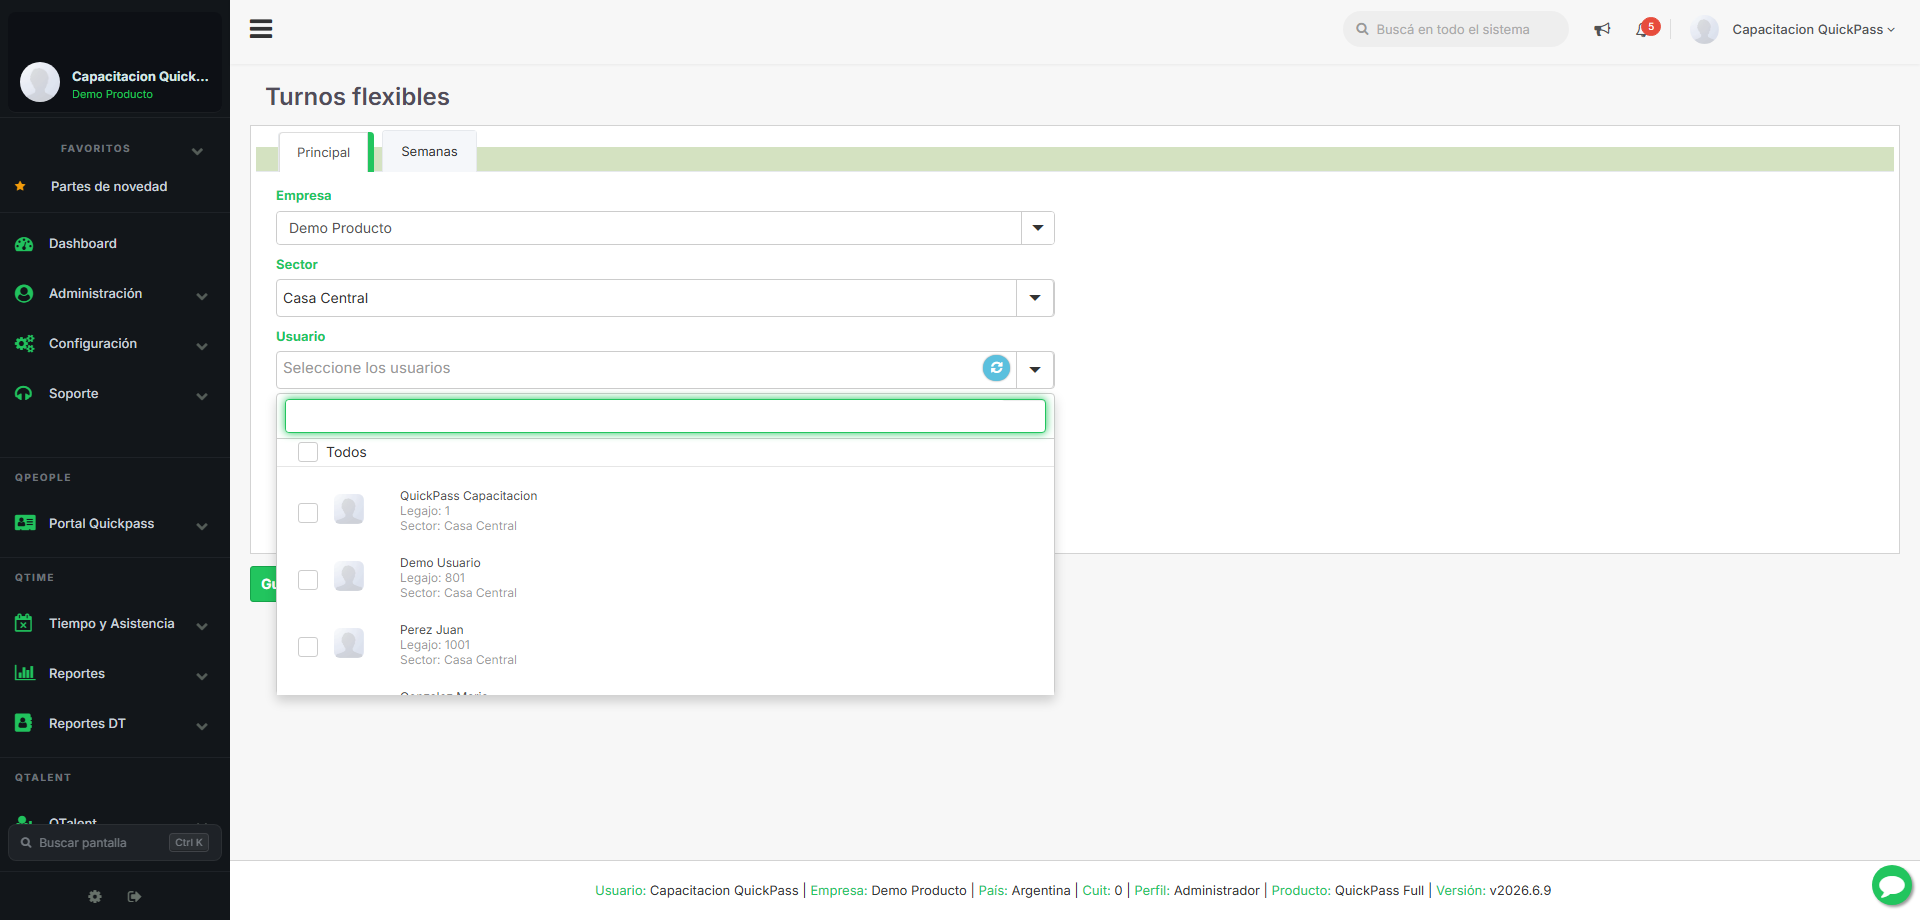 Capacitacion Quick...
Demo Producto
FAVORITOS
Partes de novedad
Dashboard
Administración
Configuración
Soporte
QPEOPLE
Portal Quickpass
QTIME
Tiempo y Asistencia
Reportes
Reportes DT
QTALENT
QTalent
Buscar pantalla
Ctrl K
Buscá en todo el sistema
5
Capacitacion QuickPass
Turnos flexibles
Principal
Semanas
Empresa
Demo Producto
Sector
Casa Central
Usuario
Seleccione los usuarios
Todos
QuickPass Capacitacion
Legajo: 1
Sector: Casa Central
Demo Usuario
Legajo: 801
Sector: Casa Central
Perez Juan
Legajo: 1001
Sector: Casa Central
Usuario: Capacitacion QuickPass | Empresa: Demo Producto | País: Argentina | Cuit: 0 | Perfil: Administrador | Producto: QuickPass Full | Versión: v2026.6.9